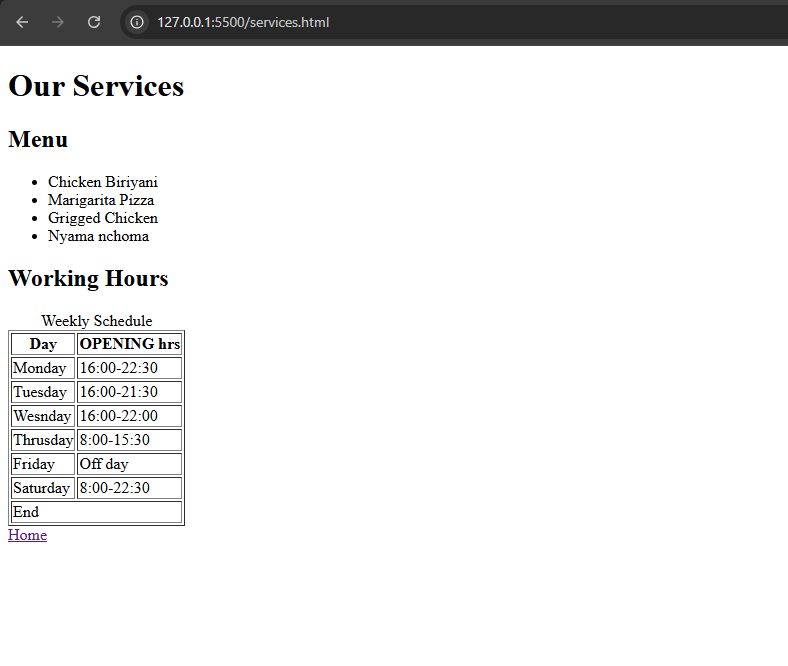 127.0.0.1:5500/services.html
Our Services
Menu
Chicken Biriyani
Marigarita Pizza
Grigged Chicken
Nyama nchoma
Working Hours
Weekly Schedule
Day OPENING hrs
Monday 16:00-22:30
Tuesday 16:00-21:30
Wesnday 16:00-22:00
Thrusday 8:00-15:30
Friday Off day
Saturday 8:00-22:30
End
Home